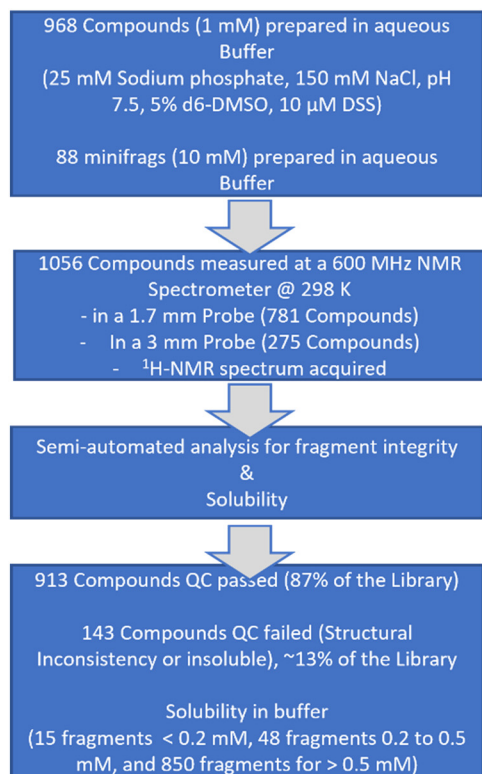 968 Compounds (1 mM) prepared in aqueous
Buffer
(25 mM Sodium phosphate, 150 mM NaCl, pH
7.5, 5% d6-DMSO, 10 µM DSS)
88 minifrags (10 mM) prepared in aqueous
Buffer
1056 Compounds measured at a 600 MHz NMR
Spectrometer @ 298 K
- in a 1.7 mm Probe (781 Compounds)
- In a 3 mm Probe (275 Compounds)
- ¹H-NMR spectrum acquired
Semi-automated analysis for fragment integrity
&
Solubility
913 Compounds QC passed (87% of the Library)
143 Compounds QC failed (Structural
Inconsistency or insoluble), ~13% of the Library
Solubility in buffer
(15 fragments < 0.2 mM, 48 fragments 0.2 to 0.5
mM, and 850 fragments for > 0.5 mM)